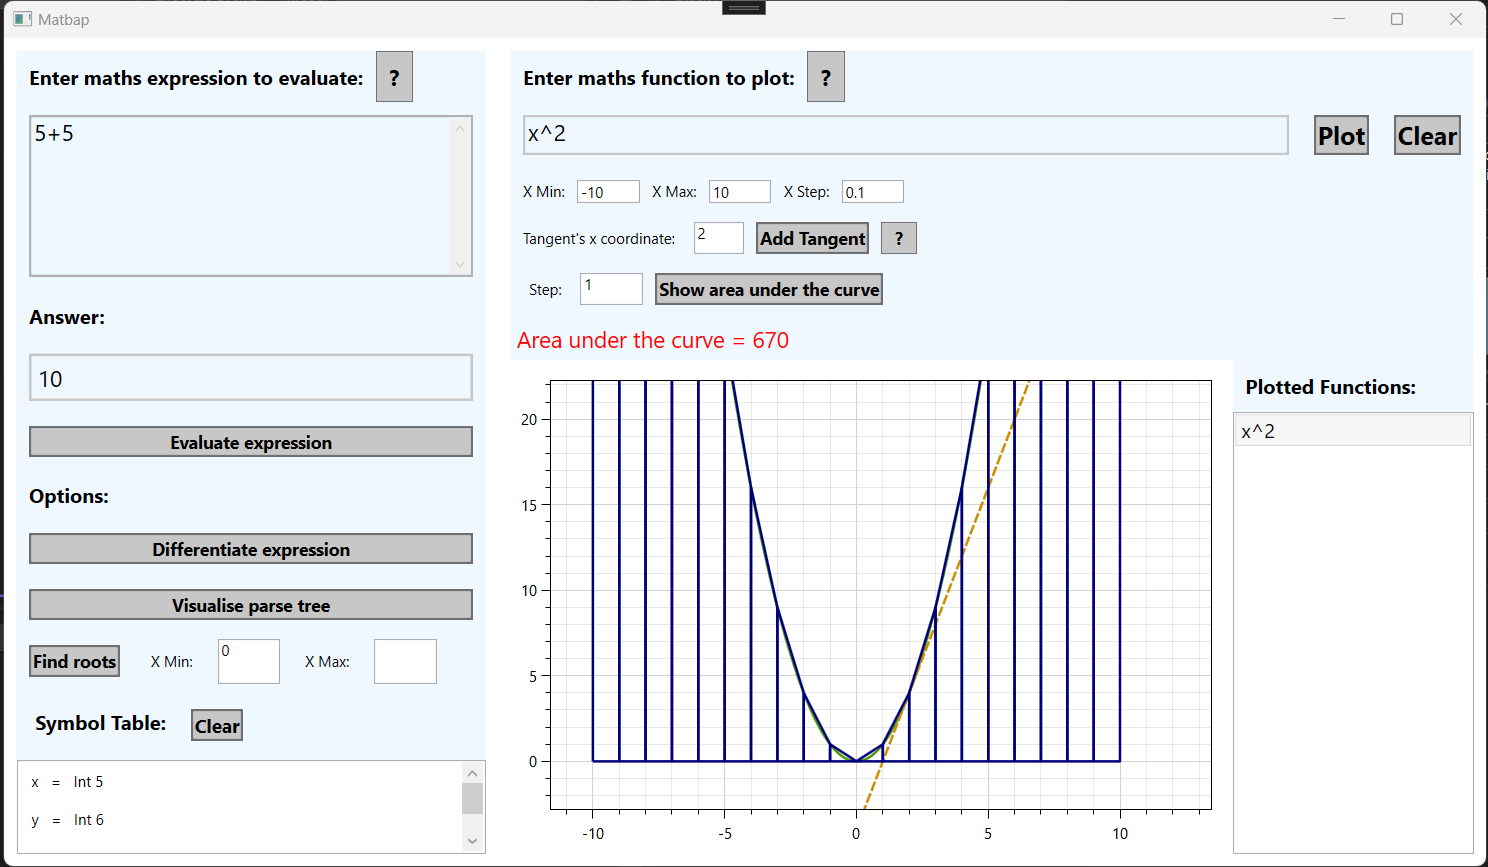 Matbap
Enter maths expression to evaluate: ?
5+5
Answer:
10
Evaluate expression
Options:
Differentiate expression
Visualise parse tree
Find roots X Min: 0 X Max:
Symbol Table: Clear
x = Int 5
y = Int 6
Enter maths function to plot: ?
x^2 Plot Clear
X Min: -10 X Max: 10 X Step: 0.1
Tangent's x coordinate: 2 Add Tangent ?
Step: 1 Show area under the curve
Area under the curve = 670
20
15
10
5
0
-10 -5 0 5 10
Plotted Functions:
x^2